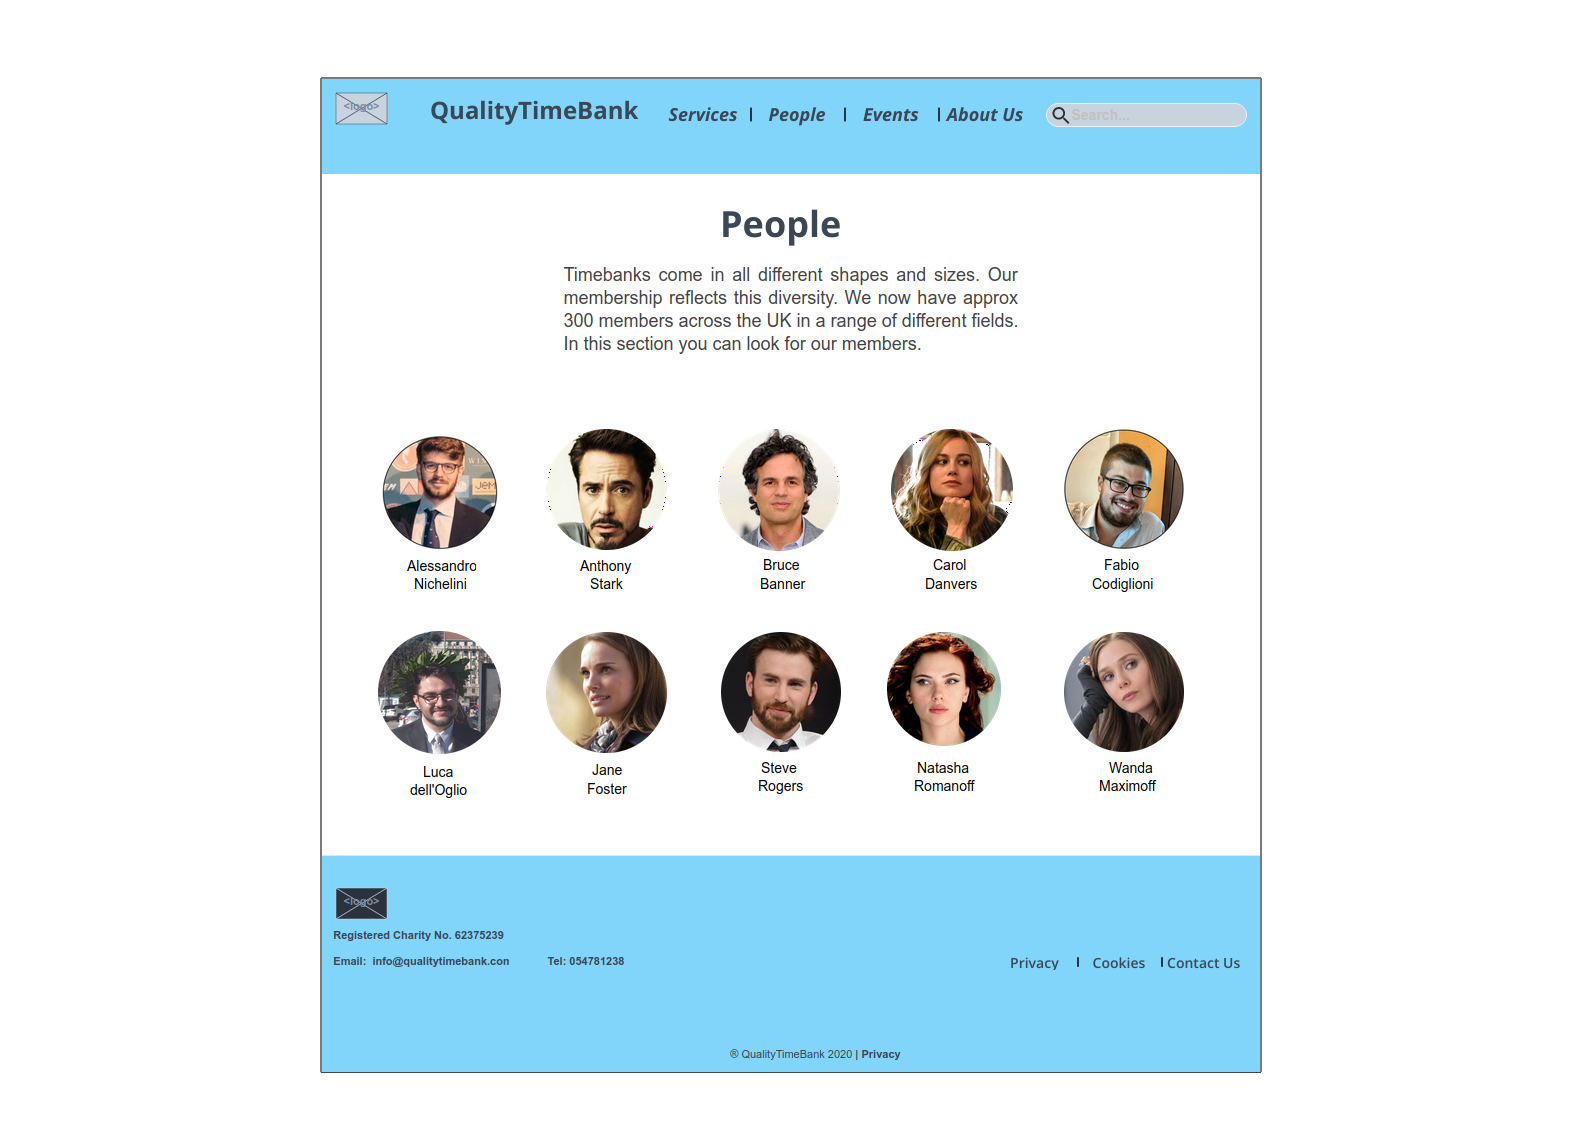 <logo>
QualityTimeBank
Services | People | Events | About Us
Search...
People
Timebanks come in all different shapes and sizes. Our
membership reflects this diversity. We now have approx
300 members across the UK in a range of different fields.
In this section you can look for our members.
Alessandro
Nichelini
Anthony
Stark
Bruce
Banner
Carol
Danvers
Fabio
Codiglioni
Luca
dell'Oglio
Jane
Foster
Steve
Rogers
Natasha
Romanoff
Wanda
Maximoff
<logo>
Registered Charity No. 62375239
Email: info@qualitytimebank.com Tel: 054781238
Privacy | Cookies | Contact Us
® QualityTimeBank 2020 | Privacy